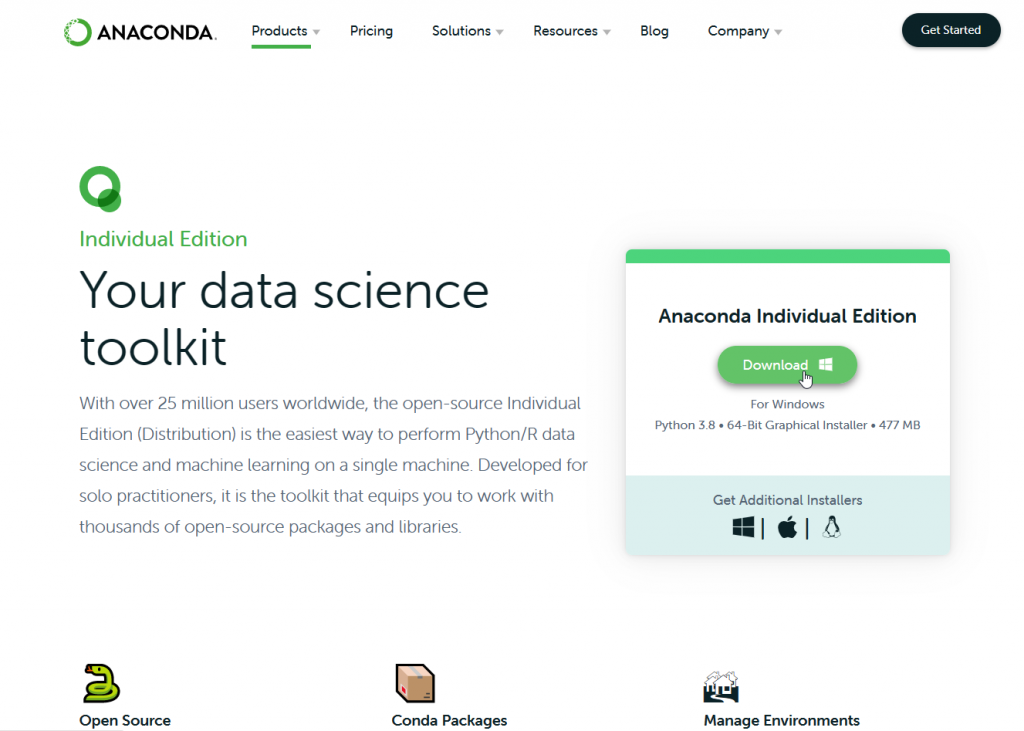 ANACONDA.
Products
Pricing
Solutions
Resources
Blog
Company
Get Started
Individual Edition
Your data science
toolkit
With over 25 million users worldwide, the open-source Individual
Edition (Distribution) is the easiest way to perform Python/R data
science and machine learning on a single machine. Developed for
solo practitioners, it is the toolkit that equips you to work with
thousands of open-source packages and libraries.
Anaconda Individual Edition
Download
For Windows
Python 3.8 • 64-Bit Graphical Installer • 477 MB
Get Additional Installers
Open Source
Conda Packages
Manage Environments